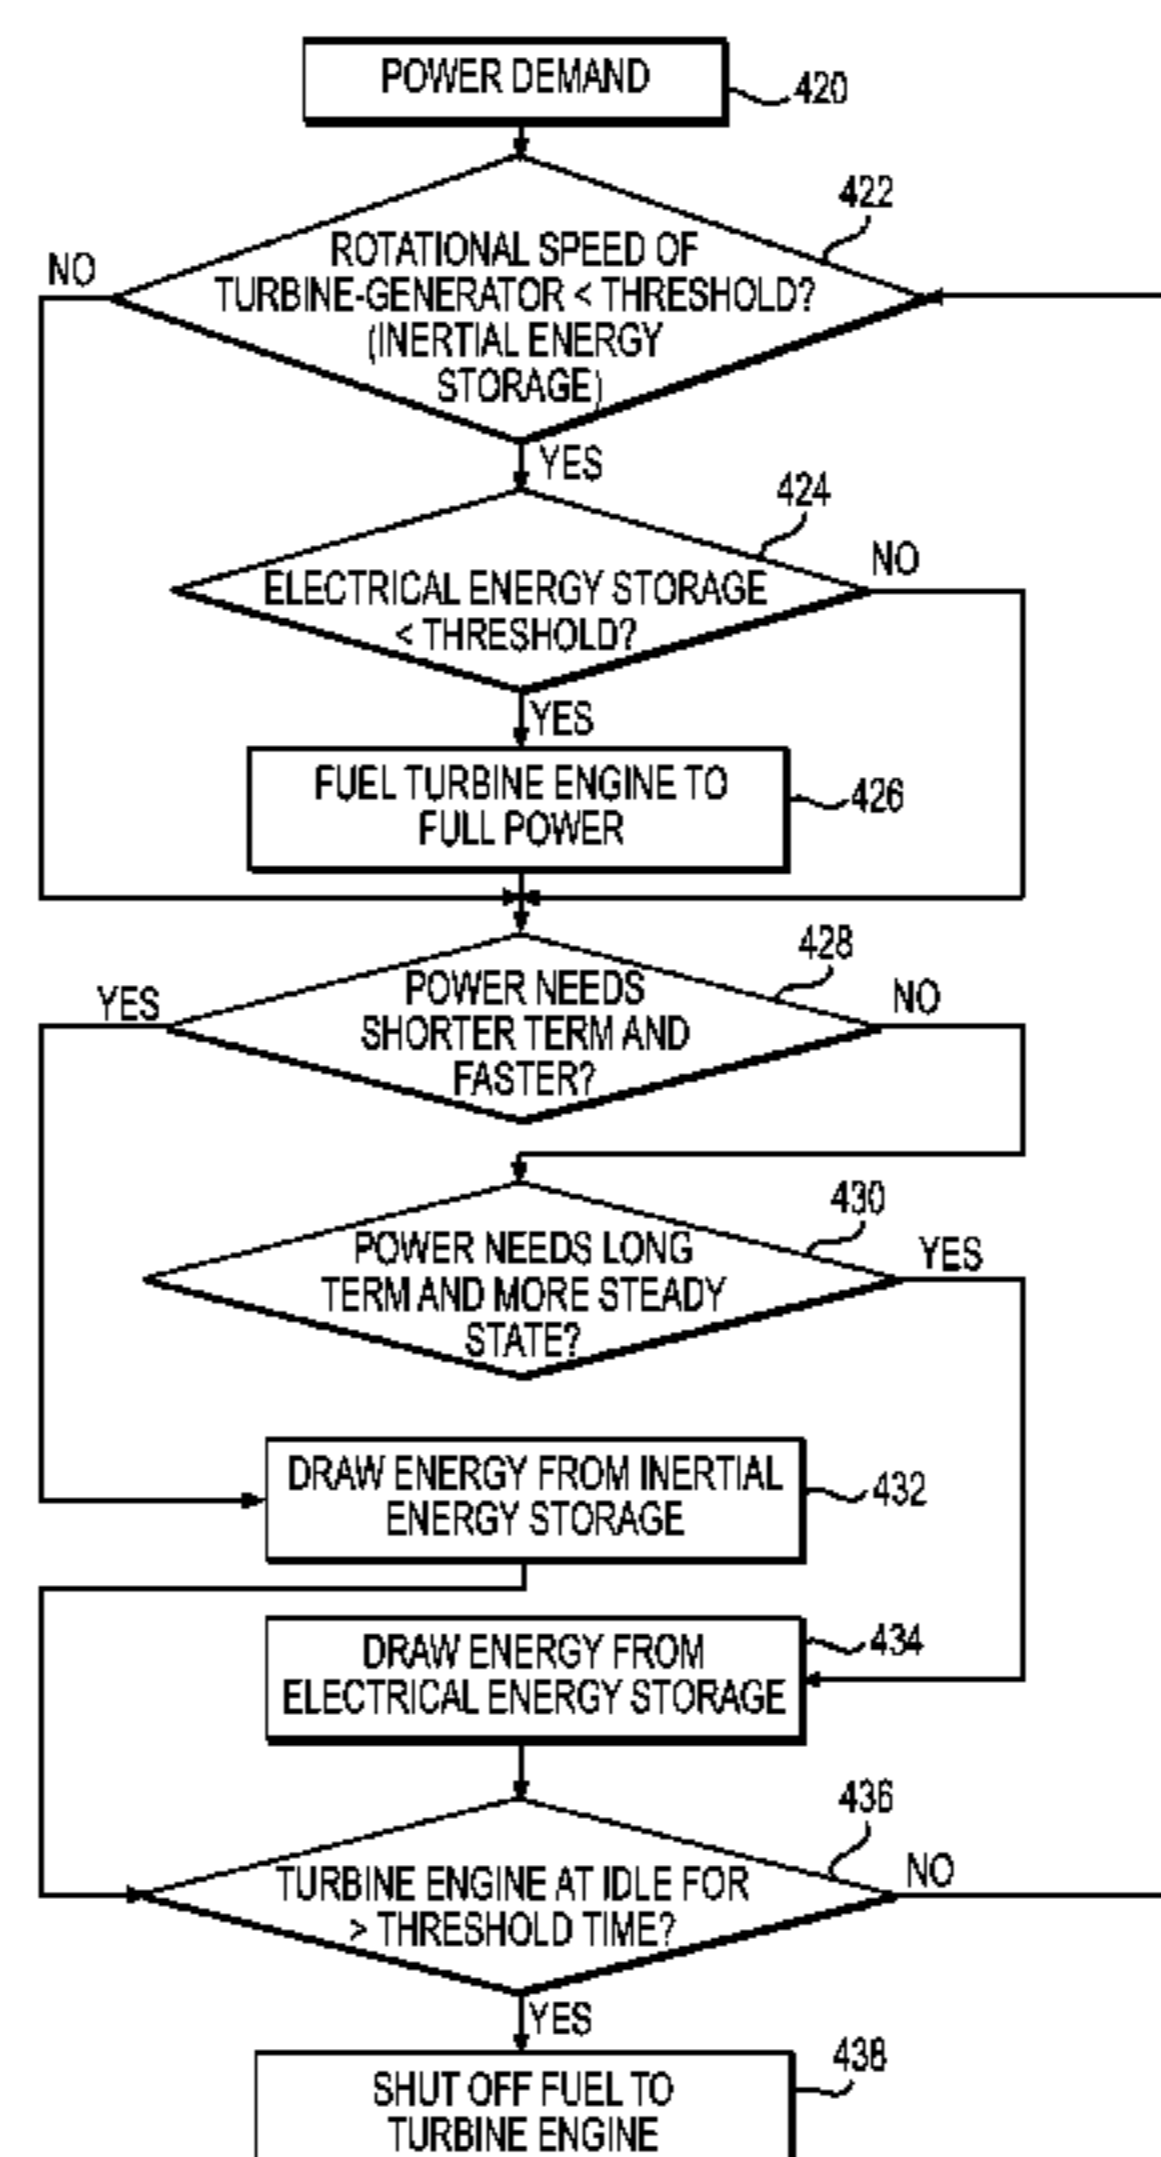 POWER DEMAND
420
422
NO
ROTATIONAL SPEED OF
TURBINE-GENERATOR < THRESHOLD?
(INERTIAL ENERGY
STORAGE)
YES
424
NO
ELECTRICAL ENERGY STORAGE
< THRESHOLD?
YES
FUEL TURBINE ENGINE TO
FULL POWER
426
428
YES
POWER NEEDS
SHORTER TERM AND
FASTER?
NO
430
POWER NEEDS LONG
TERM AND MORE STEADY
STATE?
YES
DRAW ENERGY FROM INERTIAL
ENERGY STORAGE
432
DRAW ENERGY FROM
ELECTRICAL ENERGY STORAGE
434
436
TURBINE ENGINE AT IDLE FOR
> THRESHOLD TIME?
NO
YES
438
SHUT OFF FUEL TO
TURBINE ENGINE